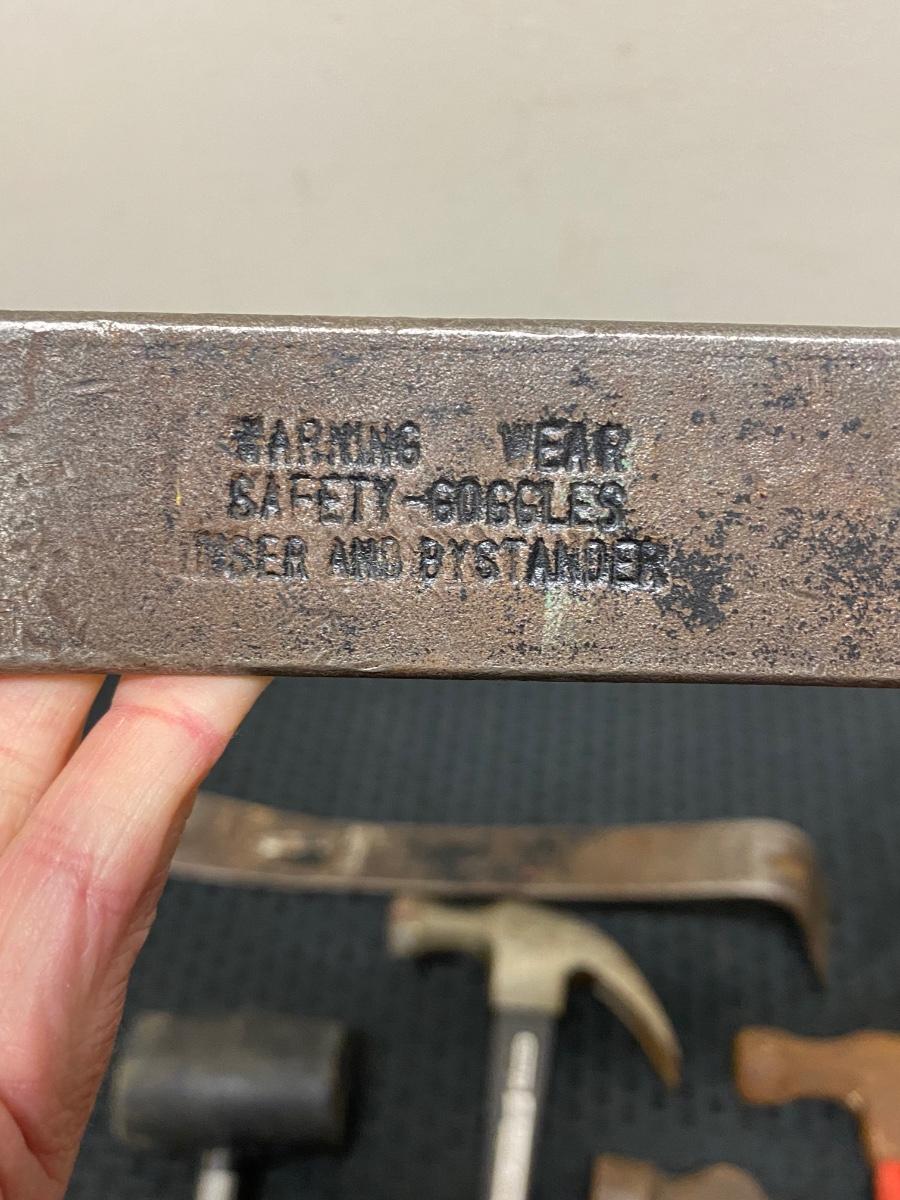 WARNING WEAR
SAFETY-GOGGLES
USER AND BYSTANDER